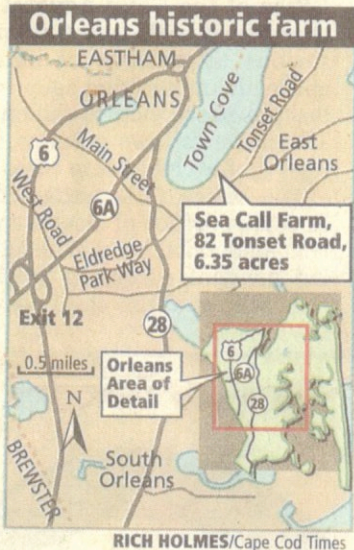 Orleans historic farm
EASTHAM
ORLEANS
Town Cove
Tonset Road
6
Main Street
East
Orleans
West Road
6A
Sea Call Farm,
82 Tonset Road,
6.35 acres
Eldredge
Park Way
Exit 12
28
0.5 miles
Orleans
Area of
Detail
6
6A
28
N
BREWSTER
South
Orleans
RICH HOLMES/Cape Cod Times